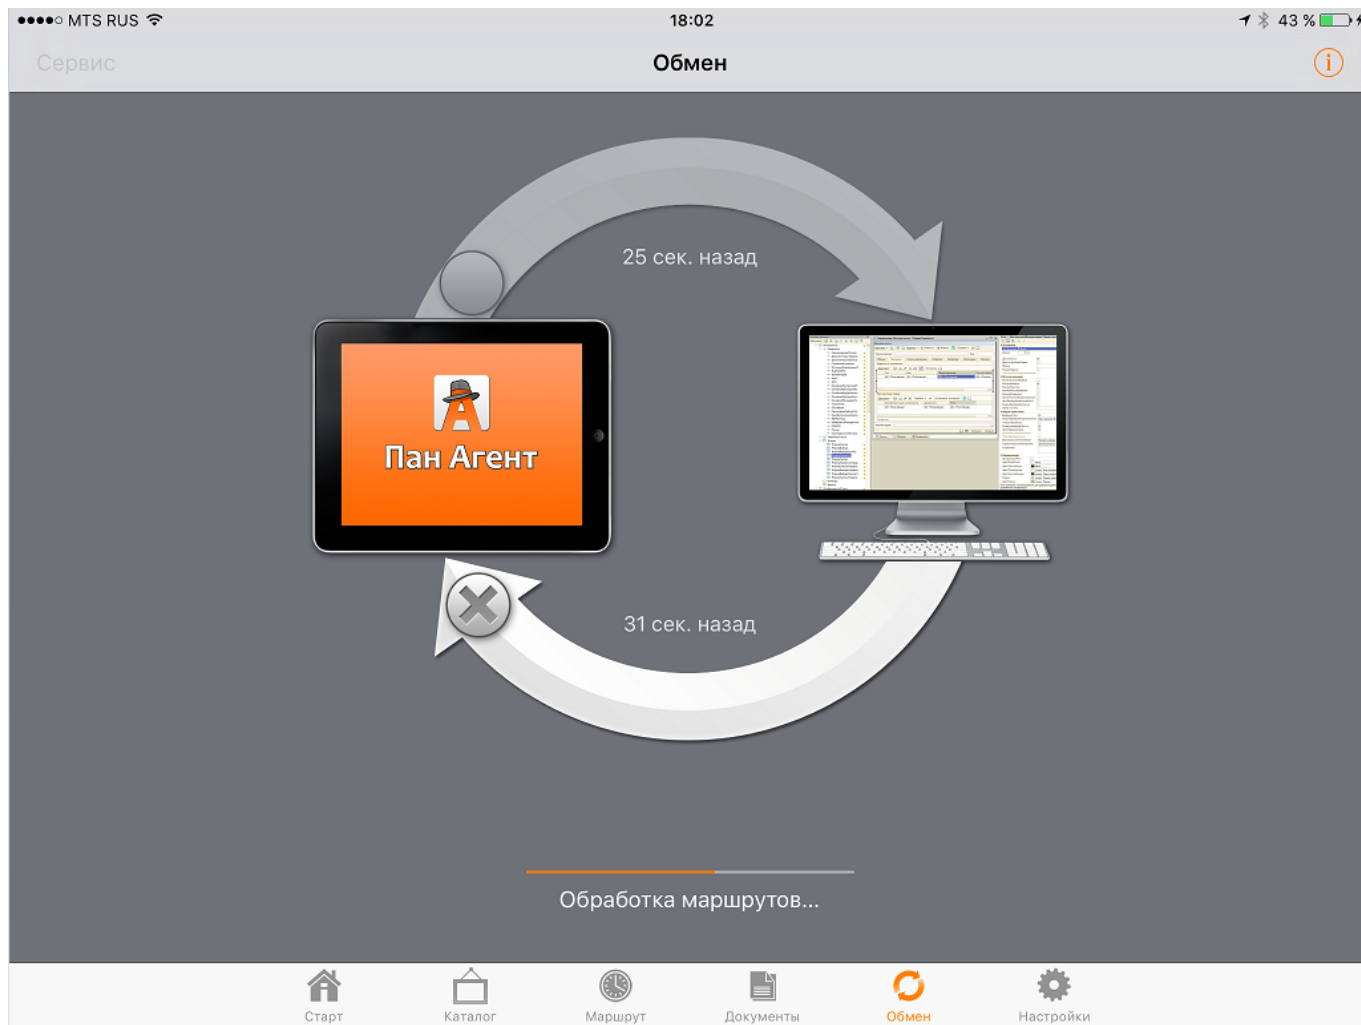 MTS RUS
18:02
43 %
Сервис
Обмен
25 сек. назад
Пан Агент
31 сек. назад
Обработка маршрутов...
Старт
Каталог
Маршрут
Документы
Обмен
Настройки